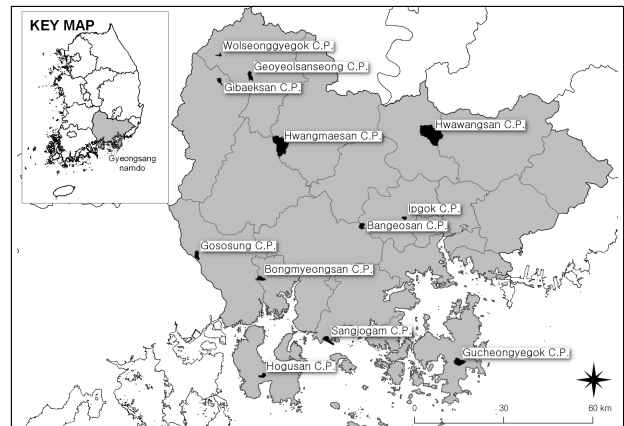 KEY MAP
Gyeongsang
namdo
Wolseonggyegok C.P.
Geoyeolsanseong C.P.
Gibaeksan C.P.
Hwangmaesan C.P.
Hwawangsan C.P.
Ipgok C.P.
Bangeosan C.P.
Gososung C.P.
Bongmyeongsan C.P.
Sangjogam C.P.
Gucheongyegok C.P.
Hogusan C.P.
0 30 60 km